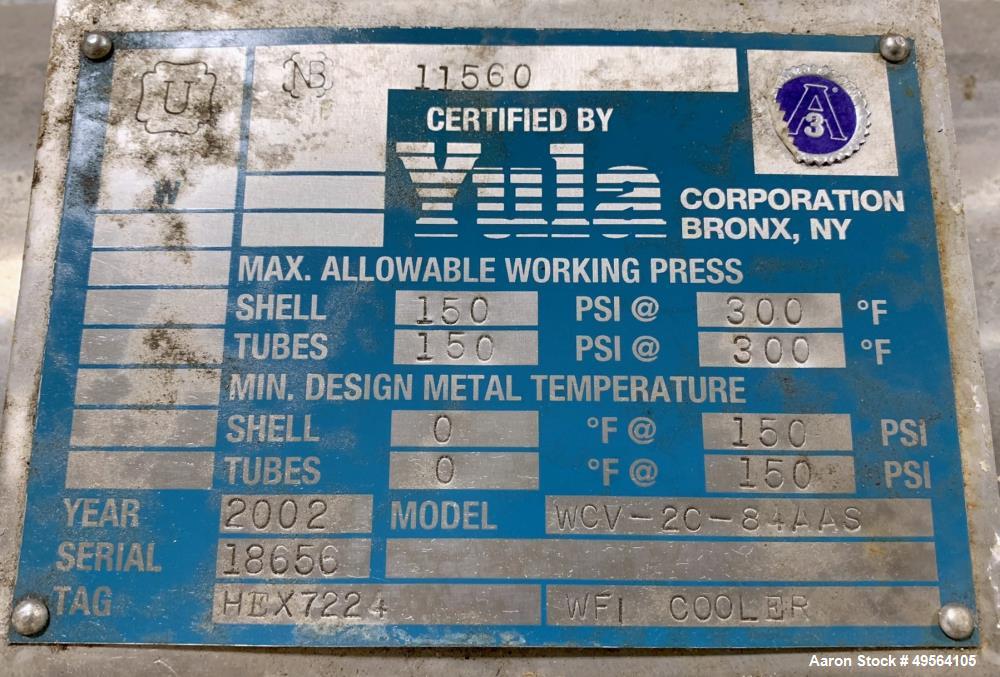 U NB 11560
A 3
CERTIFIED BY
Yula CORPORATION
BRONX, NY
W
MAX. ALLOWABLE WORKING PRESS
SHELL 150 PSI @ 300 °F
TUBES 150 PSI @ 300 °F
MIN. DESIGN METAL TEMPERATURE
SHELL 0 °F @ 150 PSI
TUBES 0 °F @ 150 PSI
YEAR 2002 MODEL WCV-2C-84AAS
SERIAL 18656
TAG HEX7224 WFI COOLER
Aaron Stock # 49564105